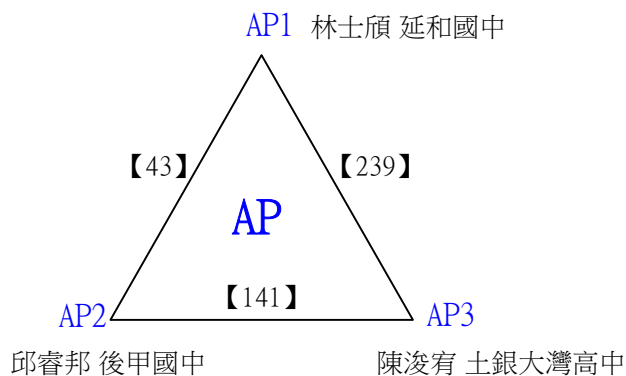 AP1 林士頎 延和國中
【43】 【239】
AP
【141】
AP2 AP3
邱睿邦 後甲國中 陳浚宥 土銀大灣高中